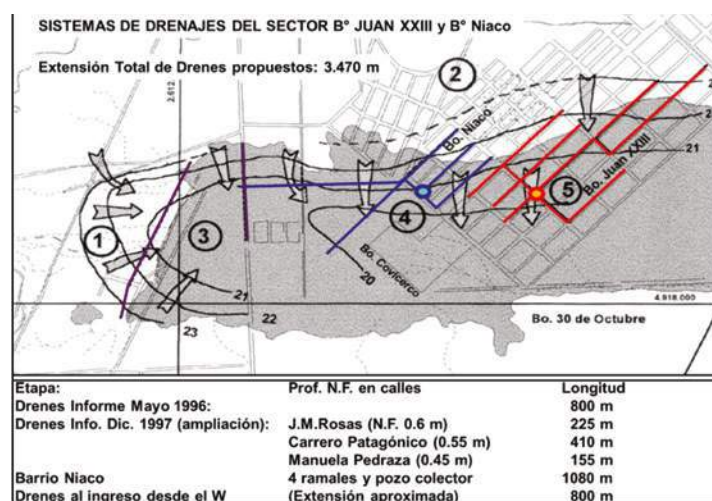 SISTEMAS DE DRENAJES DEL SECTOR B° JUAN XXIII y B° Niaco
Extensión Total de Drenes propuestos: 3.470 m
2.612.
2
Bo. Niaco
21
Bo. Juan XXIII
1
3
4
5
Bo. Covicerco
20
21
22
23
4.918.000
Bo. 30 de Octubre
Etapa: Prof. N.F. en calles Longitud
Drenes Informe Mayo 1996: 800 m
Drenes Info. Dic. 1997 (ampliación): J.M.Rosas (N.F. 0.6 m) 225 m
Carrero Patagónico (0.55 m) 410 m
Manuela Pedraza (0.45 m) 155 m
Barrio Niaco 4 ramales y pozo colector 1080 m
Drenes al ingreso desde el W (Extensión aproximada) 800 m